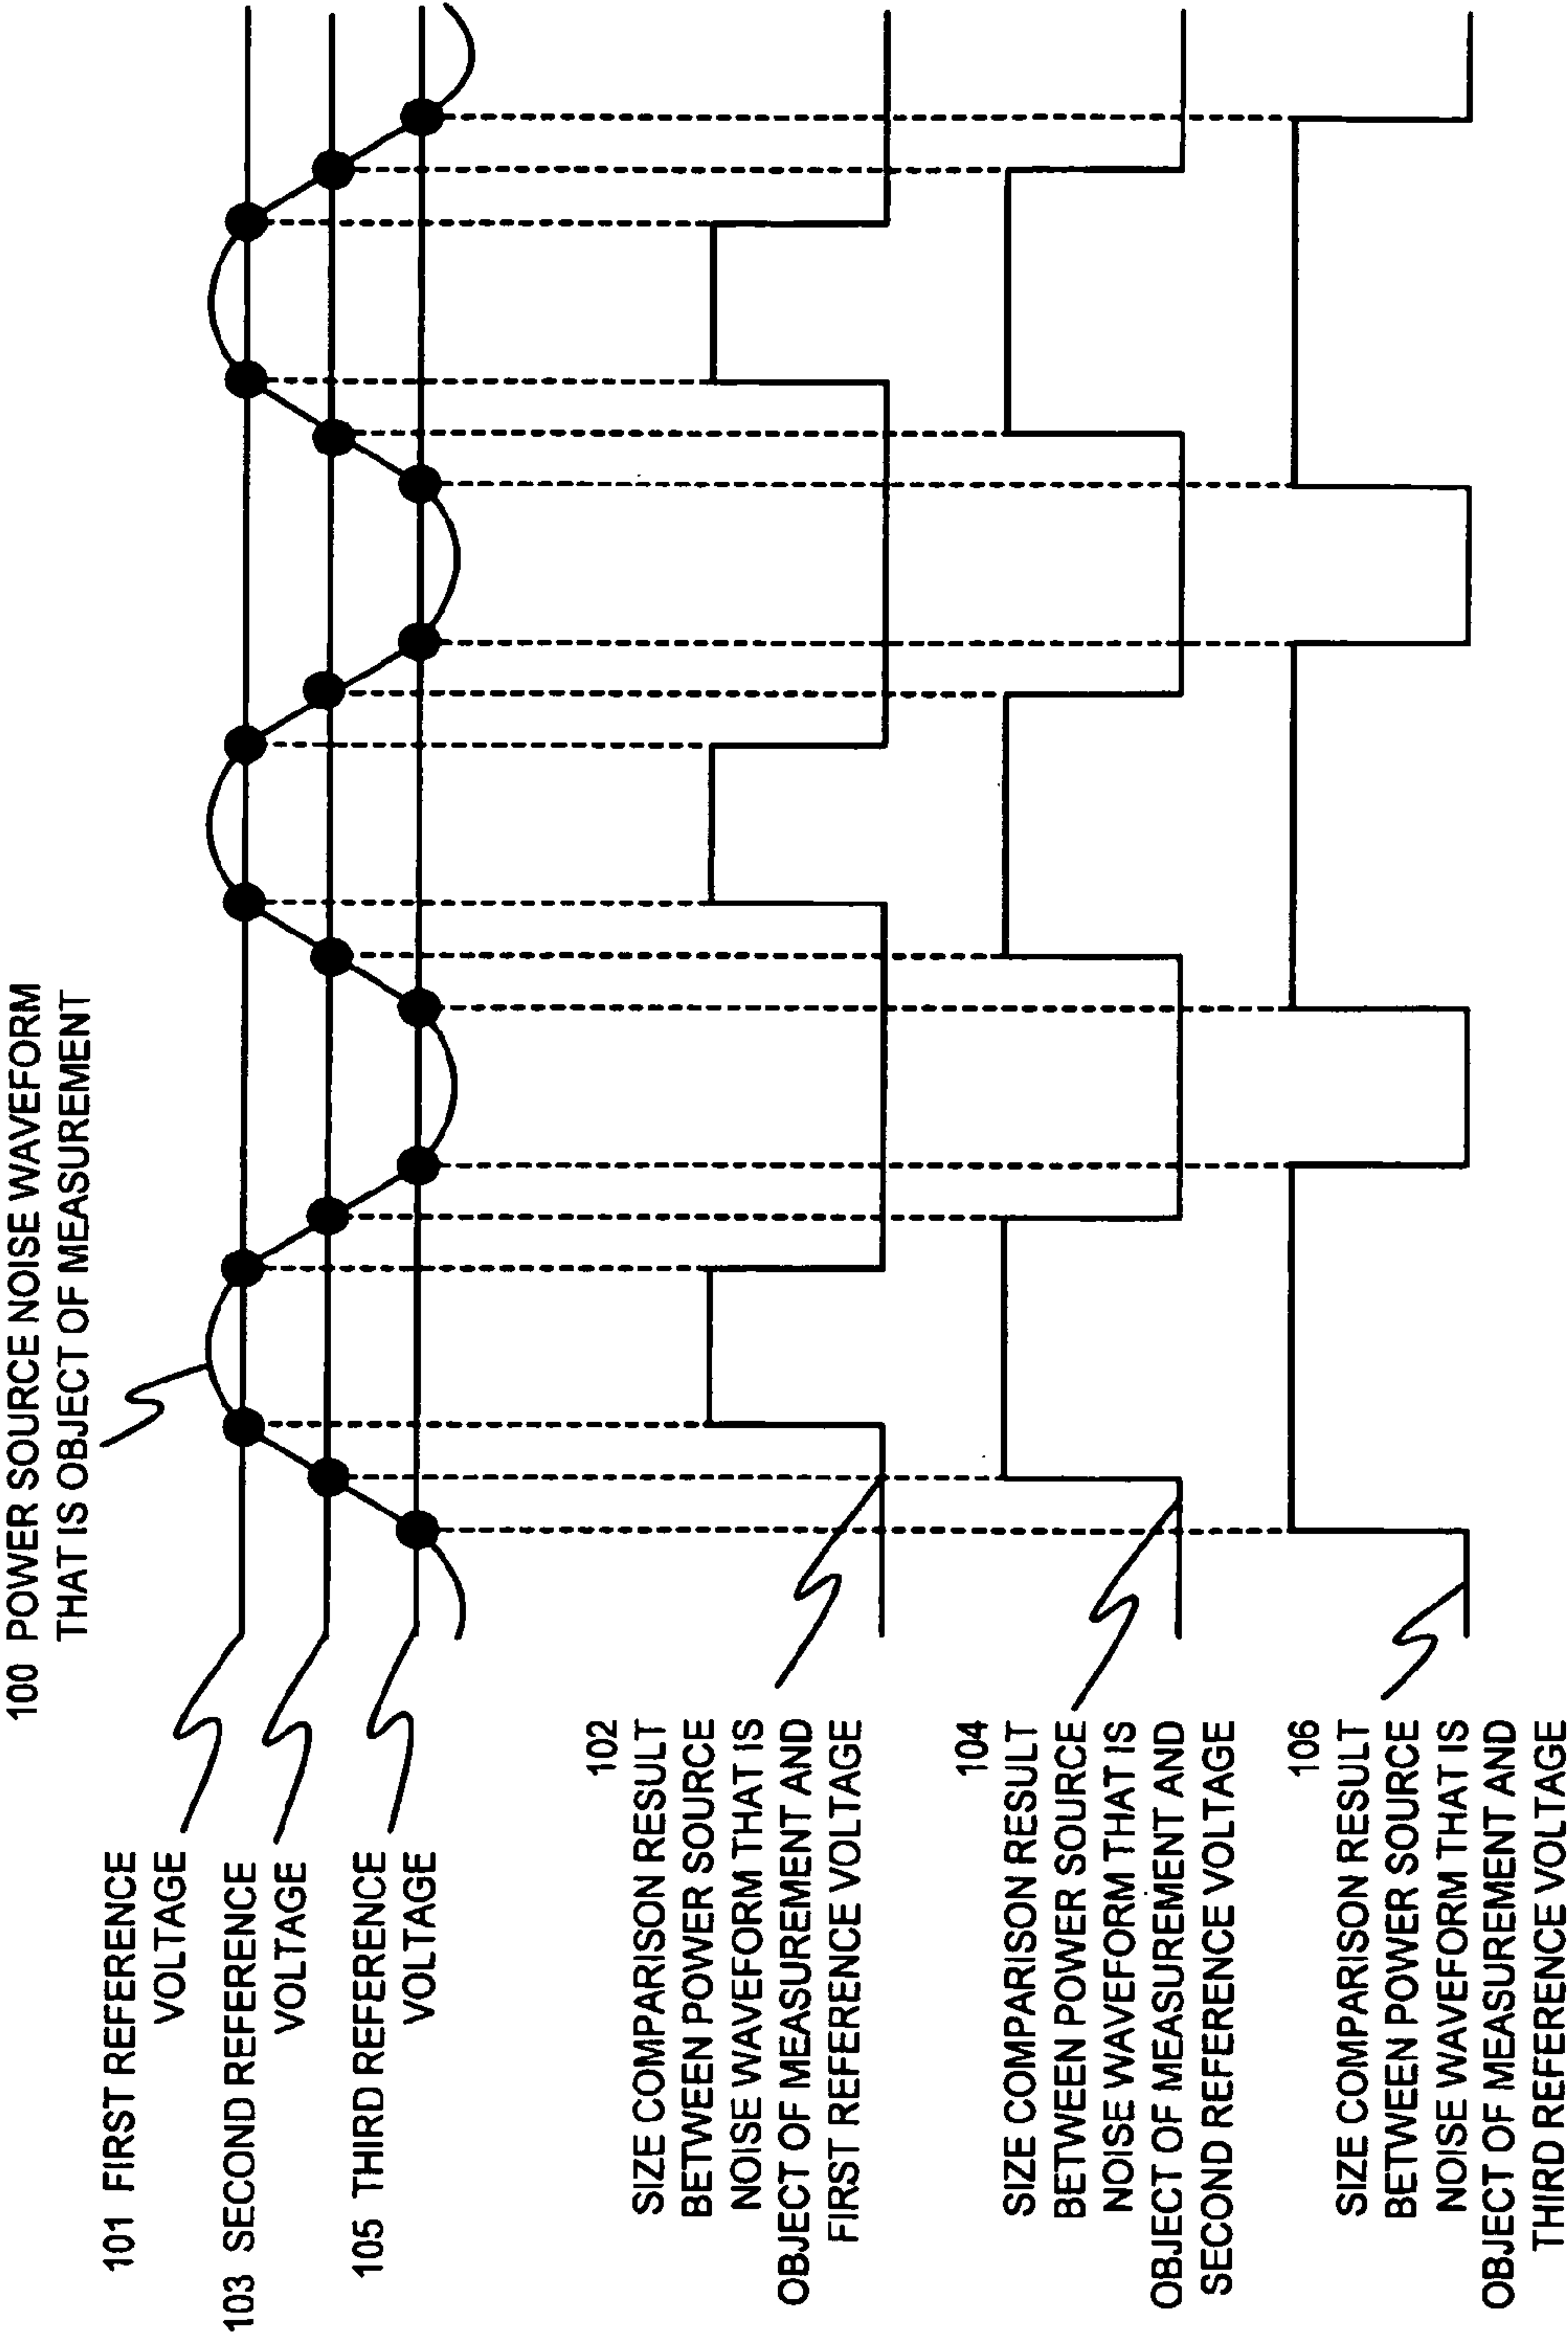 100 POWER SOURCE NOISE WAVEFORM
THAT IS OBJECT OF MEASUREMENT
101 FIRST REFERENCE
VOLTAGE
103 SECOND REFERENCE
VOLTAGE
105 THIRD REFERENCE
VOLTAGE
102
SIZE COMPARISON RESULT
BETWEEN POWER SOURCE
NOISE WAVEFORM THAT IS
OBJECT OF MEASUREMENT AND
FIRST REFERENCE VOLTAGE
104
SIZE COMPARISON RESULT
BETWEEN POWER SOURCE
NOISE WAVEFORM THAT IS
OBJECT OF MEASUREMENT AND
SECOND REFERENCE VOLTAGE
106
SIZE COMPARISON RESULT
BETWEEN POWER SOURCE
NOISE WAVEFORM THAT IS
OBJECT OF MEASUREMENT AND
THIRD REFERENCE VOLTAGE